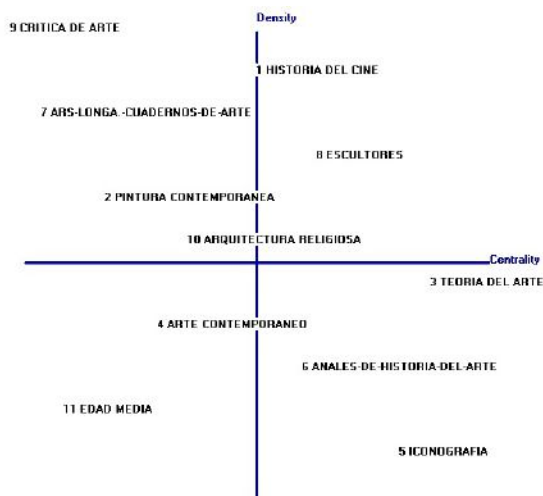 Density
9 CRITICA DE ARTE
1 HISTORIA DEL CINE
7 ARS-LONGA.-CUADERNOS-DE-ARTE
8 ESCULTORES
2 PINTURA CONTEMPORANEA
10 ARQUITECTURA RELIGIOSA
Centrality
3 TEORIA DEL ARTE
4 ARTE CONTEMPORANEO
6 ANALES-DE-HISTORIA-DEL-ARTE
11 EDAD MEDIA
5 ICONOGRAFIA